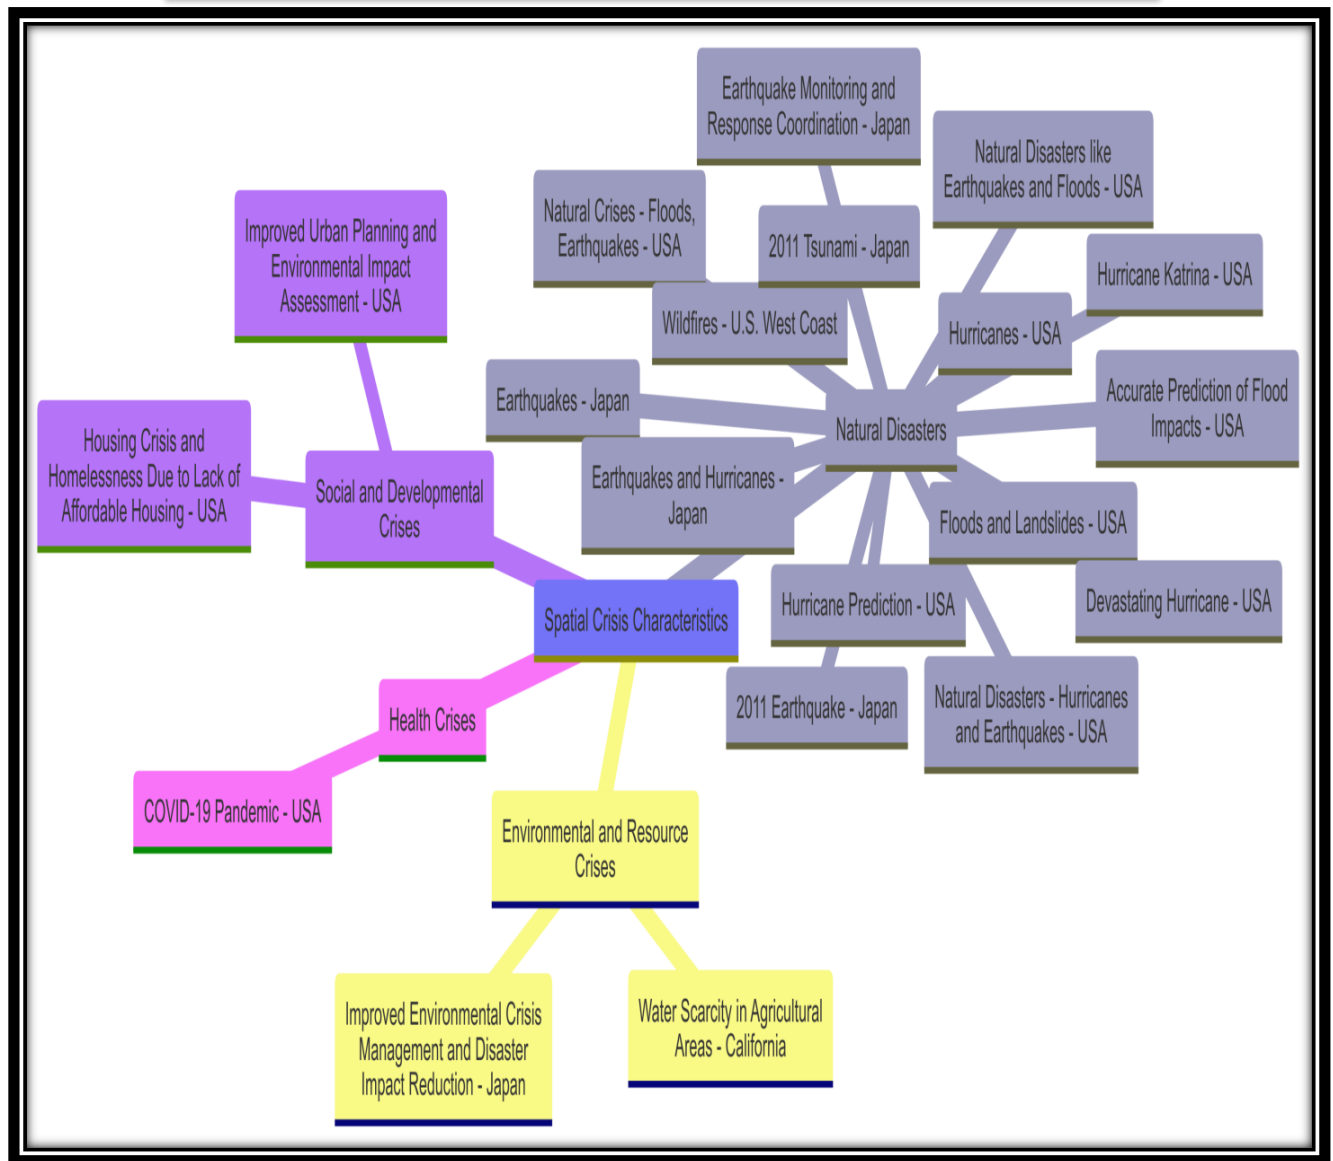 Earthquake Monitoring and
Response Coordination - Japan
Natural Disasters like
Earthquakes and Floods - USA
Natural Crises - Floods,
Earthquakes - USA
2011 Tsunami - Japan
Improved Urban Planning and
Environmental Impact
Assessment - USA
Hurricane Katrina - USA
Wildfires - U.S. West Coast
Hurricanes - USA
Earthquakes - Japan
Accurate Prediction of Flood
Impacts - USA
Natural Disasters
Housing Crisis and
Homelessness Due to Lack of
Affordable Housing - USA
Social and Developmental
Crises
Earthquakes and Hurricanes -
Japan
Floods and Landslides - USA
Hurricane Prediction - USA
Devastating Hurricane - USA
Spatial Crisis Characteristics
2011 Earthquake - Japan
Natural Disasters - Hurricanes
and Earthquakes - USA
Health Crises
COVID-19 Pandemic - USA
Environmental and Resource
Crises
Improved Environmental Crisis
Management and Disaster
Impact Reduction - Japan
Water Scarcity in Agricultural
Areas - California